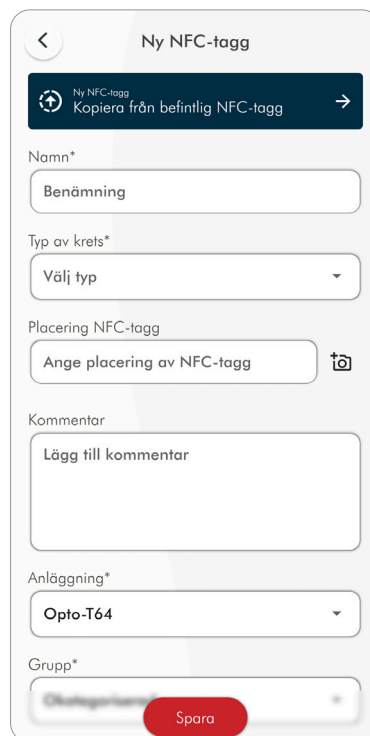 Ny NFC-tagg
Ny NFC-tagg
Kopiera från befintlig NFC-tagg
Namn*
Benämning
Typ av krets*
Välj typ
Placering NFC-tagg
Ange placering av NFC-tagg
Kommentar
Lägg till kommentar
Anläggning*
Opto-T64
Grupp*
Spara